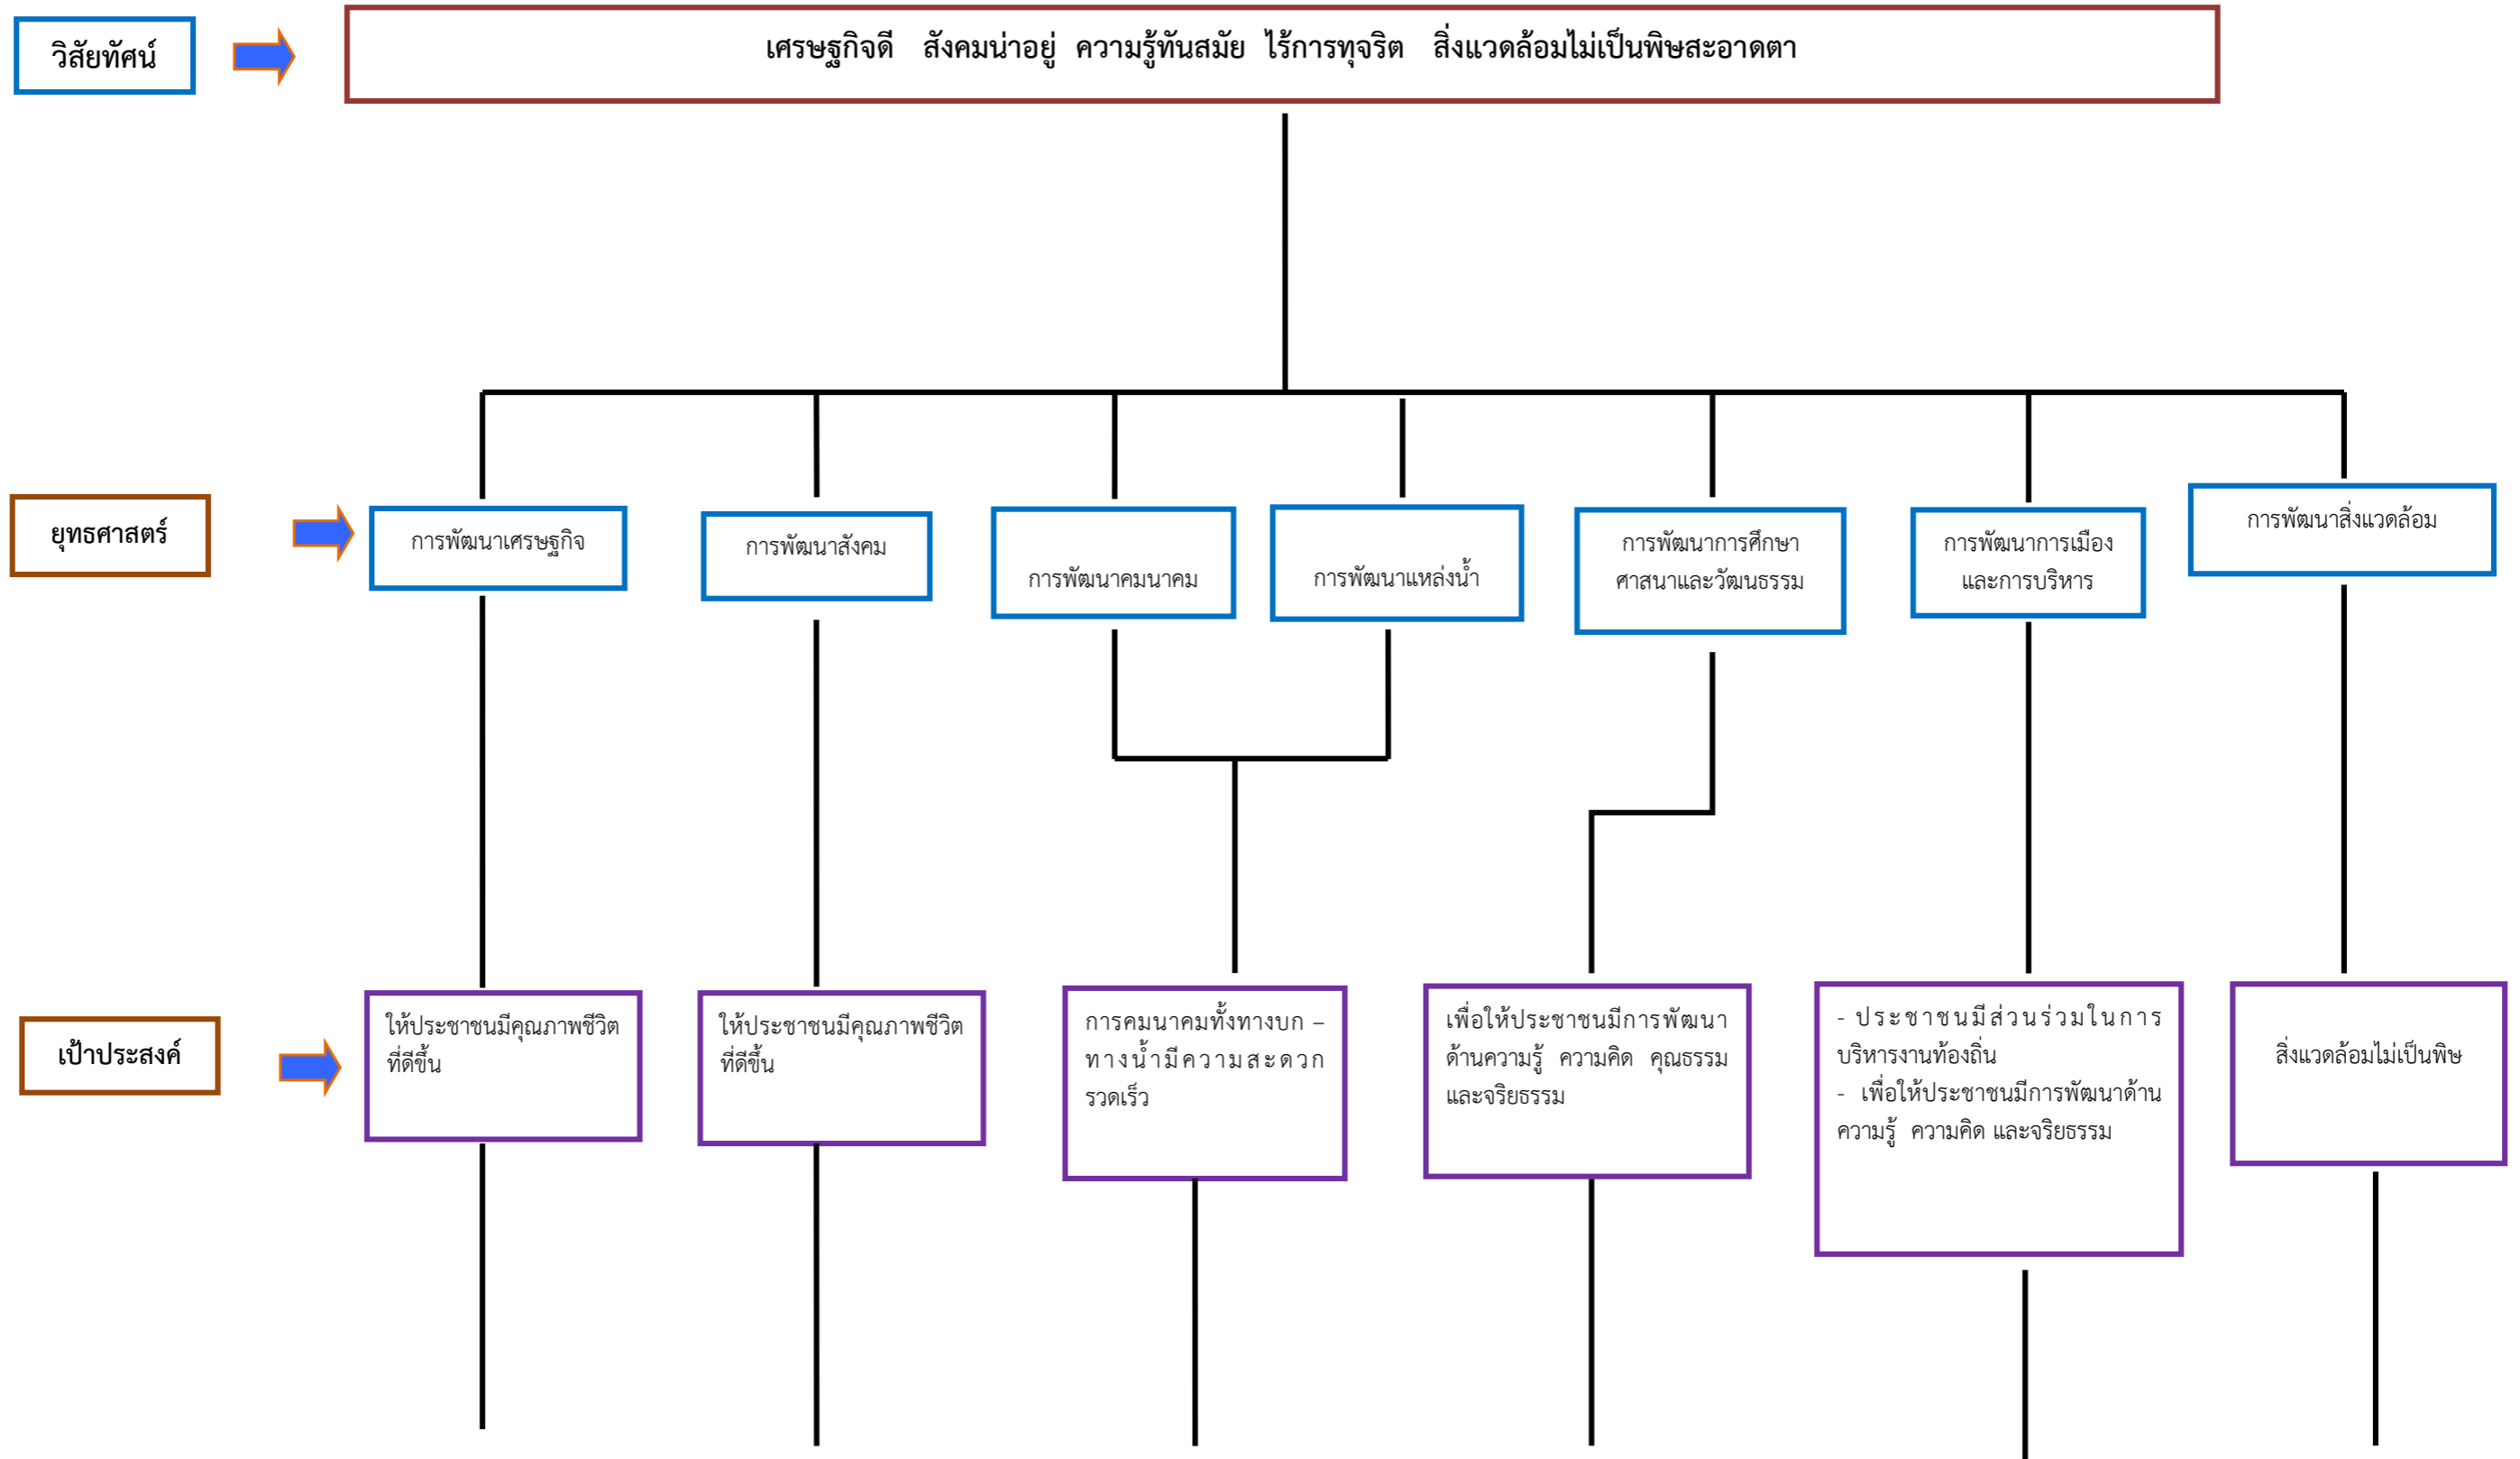 วิสัยทัศน์
เศรษฐกิจดี สังคมน่าอยู่ ความรู้ทันสมัย ไร้การทุจริต สิ่งแวดล้อมไม่เป็นพิษสะอาดตา
ยุทธศาสตร์
การพัฒนาเศรษฐกิจ
การพัฒนาสังคม
การพัฒนาคมนาคม
การพัฒนาแหล่งน้ำ
การพัฒนาการศึกษา
ศาสนาและวัฒนธรรม
การพัฒนาการเมือง
และการบริหาร
การพัฒนาสิ่งแวดล้อม
เป้าประสงค์
ให้ประชาชนมีคุณภาพชีวิต
ที่ดีขึ้น
ให้ประชาชนมีคุณภาพชีวิต
ที่ดีขึ้น
การคมนาคมทั้งทางบก –
ทางน้ำมีความสะดวก
รวดเร็ว
เพื่อให้ประชาชนมีการพัฒนา
ด้านความรู้ ความคิด คุณธรรม
และจริยธรรม
- ประชาชนมีส่วนร่วมในการ
บริหารงานท้องถิ่น
- เพื่อให้ประชาชนมีการพัฒนาด้าน
ความรู้ ความคิด และจริยธรรม
สิ่งแวดล้อมไม่เป็นพิษ